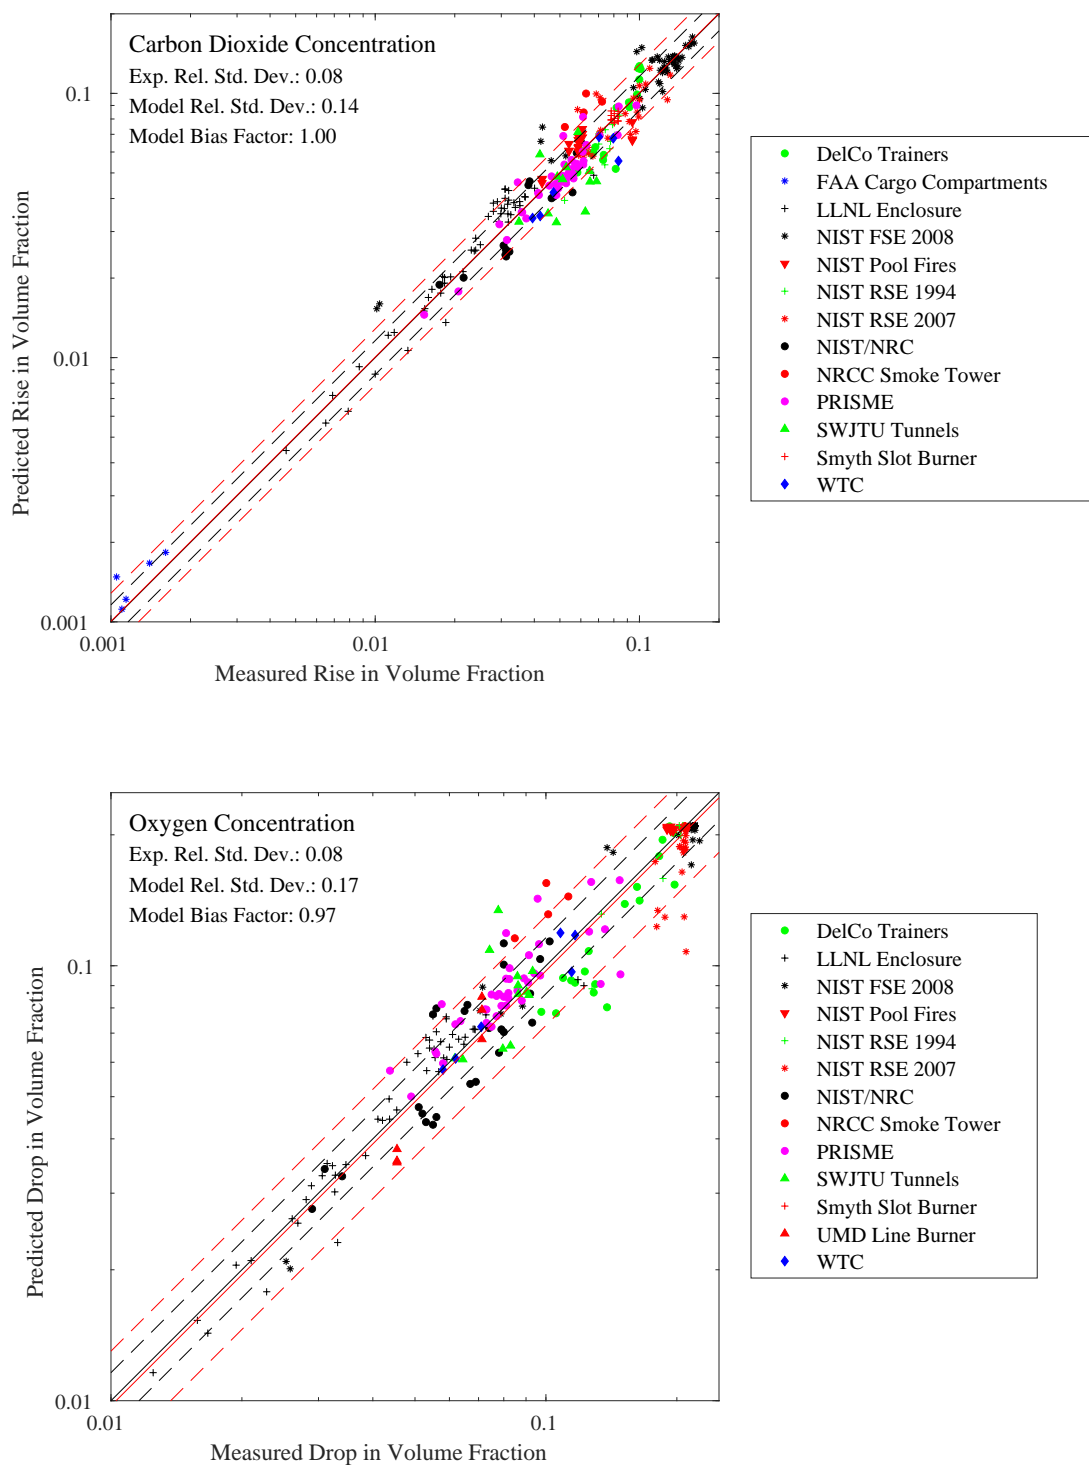 Carbon Dioxide Concentration
Exp. Rel. Std. Dev.: 0.08
Model Rel. Std. Dev.: 0.14
Model Bias Factor: 1.00
0.1
0.01
0.001
0.001
0.01
0.1
Predicted Rise in Volume Fraction
Measured Rise in Volume Fraction
DelCo Trainers
FAA Cargo Compartments
LLNL Enclosure
NIST FSE 2008
NIST Pool Fires
NIST RSE 1994
NIST RSE 2007
NIST/NRC
NRCC Smoke Tower
PRISME
SWJTU Tunnels
Smyth Slot Burner
WTC
Oxygen Concentration
Exp. Rel. Std. Dev.: 0.08
Model Rel. Std. Dev.: 0.17
Model Bias Factor: 0.97
0.1
0.01
0.01
0.1
Predicted Drop in Volume Fraction
Measured Drop in Volume Fraction
DelCo Trainers
LLNL Enclosure
NIST FSE 2008
NIST Pool Fires
NIST RSE 1994
NIST RSE 2007
NIST/NRC
NRCC Smoke Tower
PRISME
SWJTU Tunnels
Smyth Slot Burner
UMD Line Burner
WTC